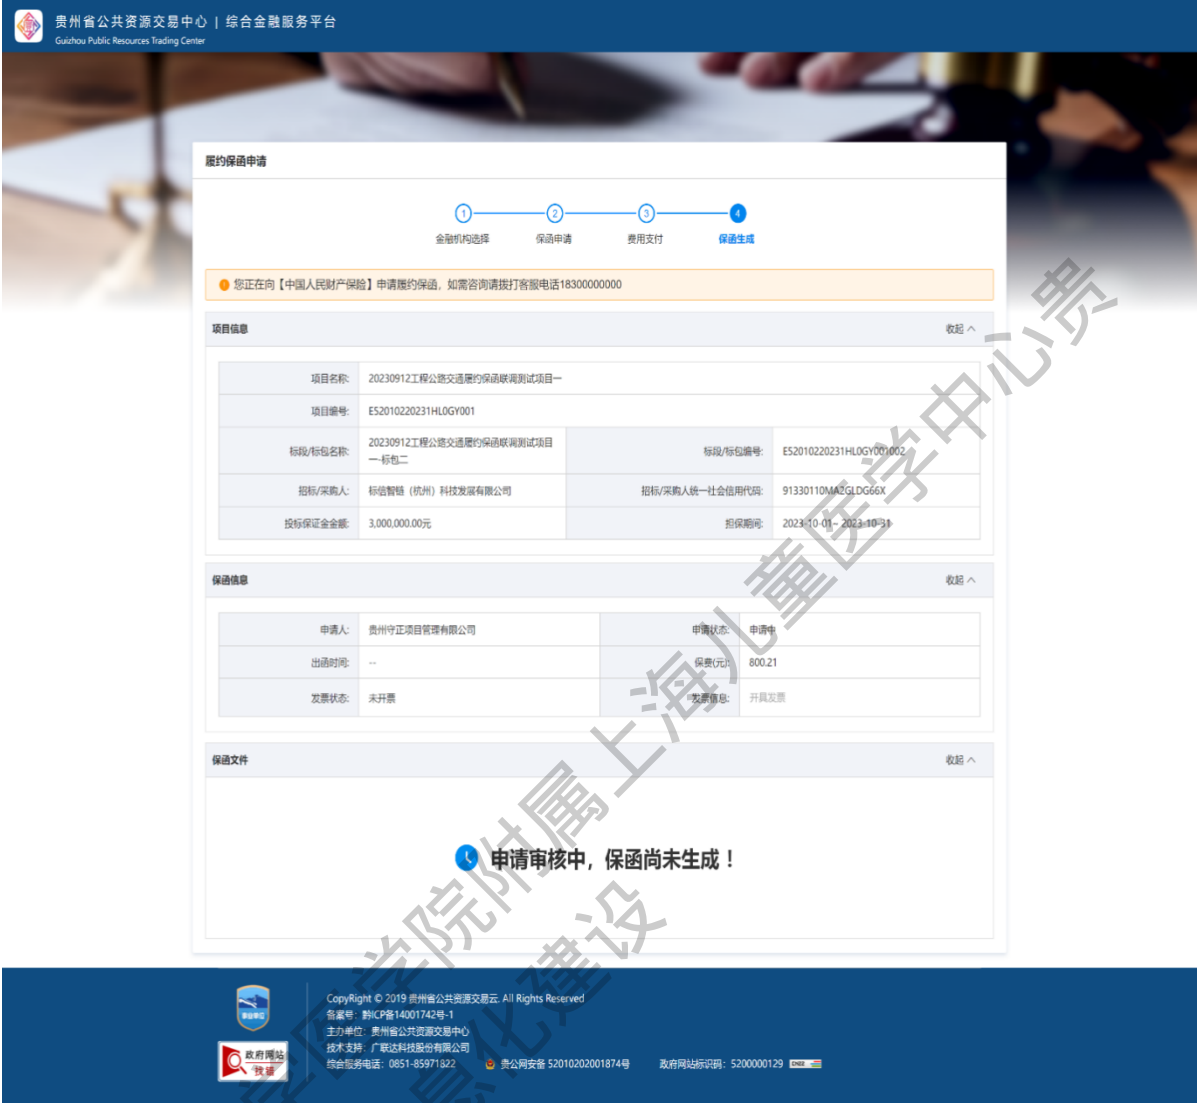 贵州省公共资源交易中心 | 综合金融服务平台
Guizhou Public Resources Trading Center
履约保函申请
1 2 3 4
金融机构选择 保函申请 费用支付 保函生成
您正在向【中国人民财产保险】申请履约保函，如需咨询请拨打客服电话18300000000
项目信息 收起
项目名称: 20230912工程公路交通履约保函联调测试项目一
项目编号: E52010220231HL0GY001
标段/标包名称: 20230912工程公路交通履约保函联调测试项目
一-标包二
标段/标包编号: E52010220231HL0GY001002
招标/采购人: 标信智链（杭州）科技发展有限公司 招标/采购人统一社会信用代码: 91330110MA2GLDG66X
投标保证金金额: 3,000,000.00元 担保期间: 2023-10-01~ 2023-10-31
保函信息 收起
申请人: 贵州守正项目管理有限公司 申请状态: 申请中
出函时间: -- 保费(元): 800.21
发票状态: 未开票 发票信息: 开具发票
保函文件 收起
申请审核中，保函尚未生成！
CopyRight © 2019 贵州省公共资源交易云. All Rights Reserved
备案号：黔ICP备14001742号-1
主办单位：贵州省公共资源交易中心
技术支持：广联达科技股份有限公司
综合服务电话：0851-85971822 贵公网安备 52010202001874号 政府网站标识码：5200000129
政府网站
找错
医学院附属上海儿童医学中心贵
信息化建设